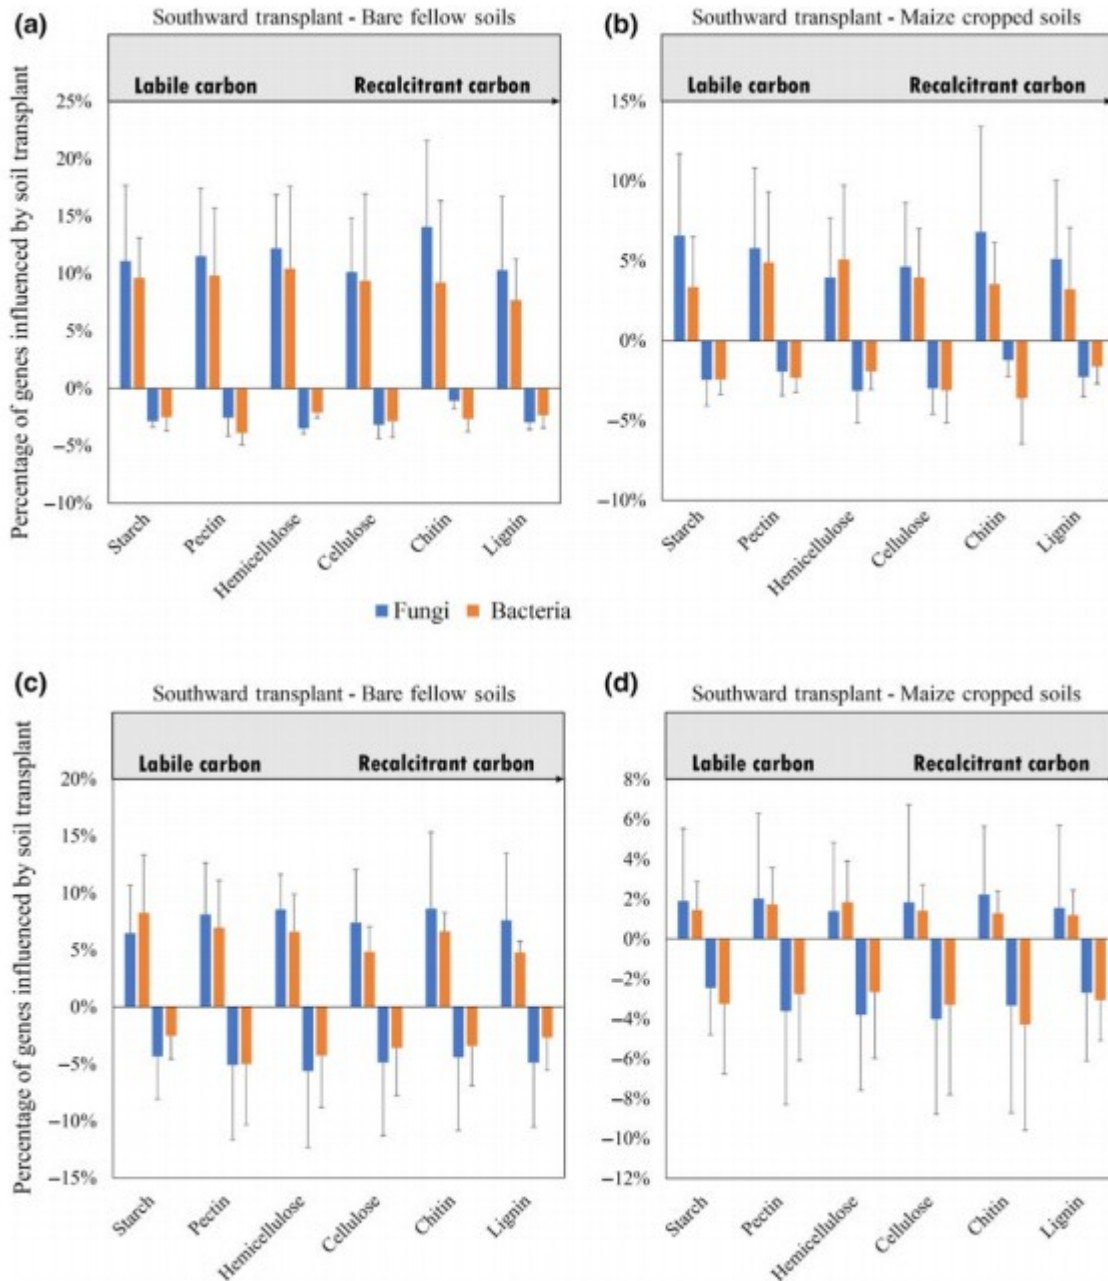 (a) Southward transplant - Bare fellow soils
Labile carbon Recalcitrant carbon
Percentage of genes influenced by soil transplant
25%
20%
15%
10%
5%
0%
−5%
−10%
Starch
Pectin
Hemicellulose
Cellulose
Chitin
Lignin
(b) Southward transplant - Maize cropped soils
Labile carbon Recalcitrant carbon
15%
10%
5%
0%
−5%
−10%
Starch
Pectin
Hemicellulose
Cellulose
Chitin
Lignin
Fungi Bacteria
(c) Southward transplant - Bare fellow soils
Labile carbon Recalcitrant carbon
Percentage of genes influenced by soil transplant
20%
15%
10%
5%
0%
−5%
−10%
−15%
Starch
Pectin
Hemicellulose
Cellulose
Chitin
Lignin
(d) Southward transplant - Maize cropped soils
Labile carbon Recalcitrant carbon
8%
6%
4%
2%
0%
−2%
−4%
−6%
−8%
−10%
−12%
Starch
Pectin
Hemicellulose
Cellulose
Chitin
Lignin